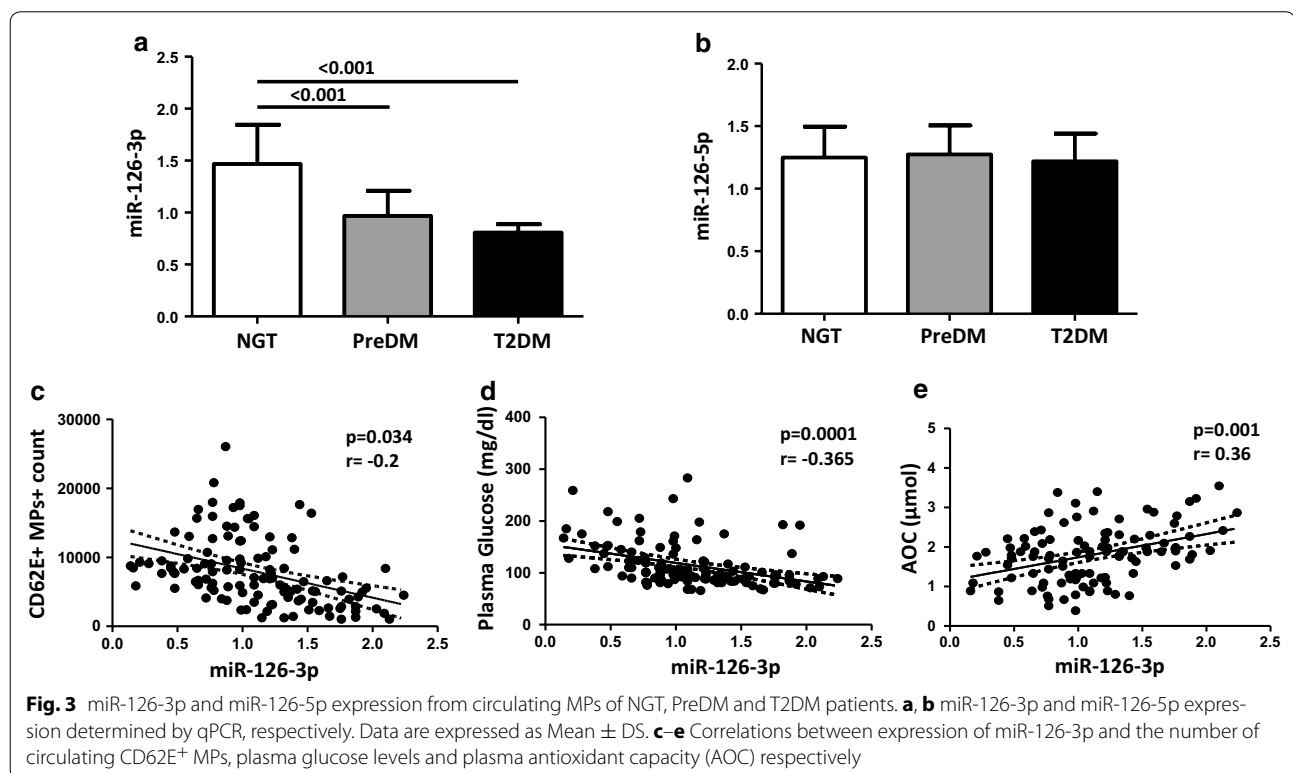 a
2.5
2.0
1.5
1.0
0.5
0.0
miR-126-3p
<0.001
<0.001
NGT PreDM T2DM
b
2.0
1.5
1.0
0.5
0.0
miR-126-5p
NGT PreDM T2DM
c
30000
20000
10000
0
CD62E+ MPs+ count
p=0.034
r= -0.2
0.0 0.5 1.0 1.5 2.0 2.5
miR-126-3p
d
400
300
200
100
0
Plasma Glucose (mg/dl)
p=0.0001
r= -0.365
0.0 0.5 1.0 1.5 2.0 2.5
miR-126-3p
e
5
4
3
2
1
0
AOC (µmol)
p=0.001
r= 0.36
0.0 0.5 1.0 1.5 2.0 2.5
miR-126-3p
Fig. 3 miR-126-3p and miR-126-5p expression from circulating MPs of NGT, PreDM and T2DM patients. a, b miR-126-3p and miR-126-5p expres-
sion determined by qPCR, respectively. Data are expressed as Mean ± DS. c–e Correlations between expression of miR-126-3p and the number of
circulating CD62E+ MPs, plasma glucose levels and plasma antioxidant capacity (AOC) respectively